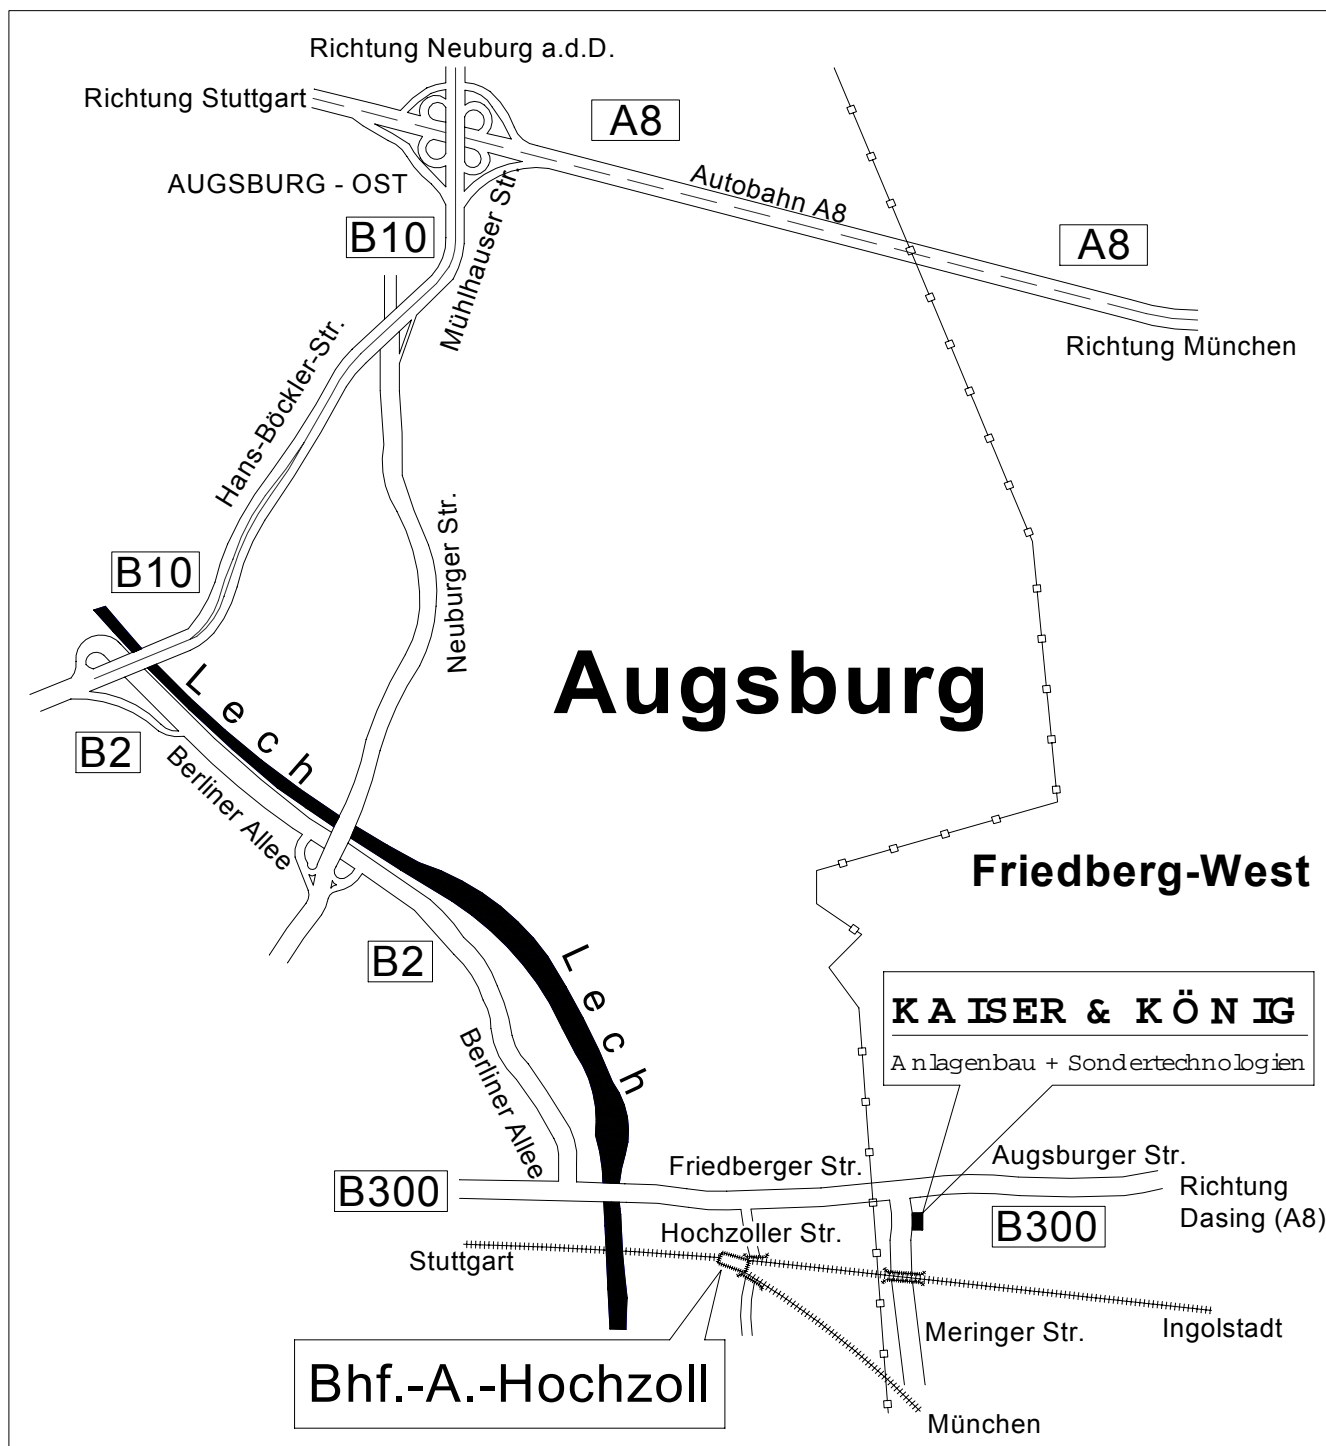 Richtung Neuburg a.d.D.
Richtung Stuttgart
A8
AUGSBURG - OST
Autobahn A8
B10
Mühlhauser Str.
A8
Richtung München
Hans-Böckler-Str.
Neuburger Str.
B10
Augsburg
Lech
B2
Berliner Allee
Friedberg-West
B2
Lech
KAISER & KÖNIG
Anlagenbau + Sondertechnologien
Berliner Allee
Friedberger Str.
Augsburger Str.
B300
Richtung
Dasing (A8)
B300
Hochzoller Str.
Stuttgart
Meringer Str.
Ingolstadt
Bhf.-A.-Hochzoll
München